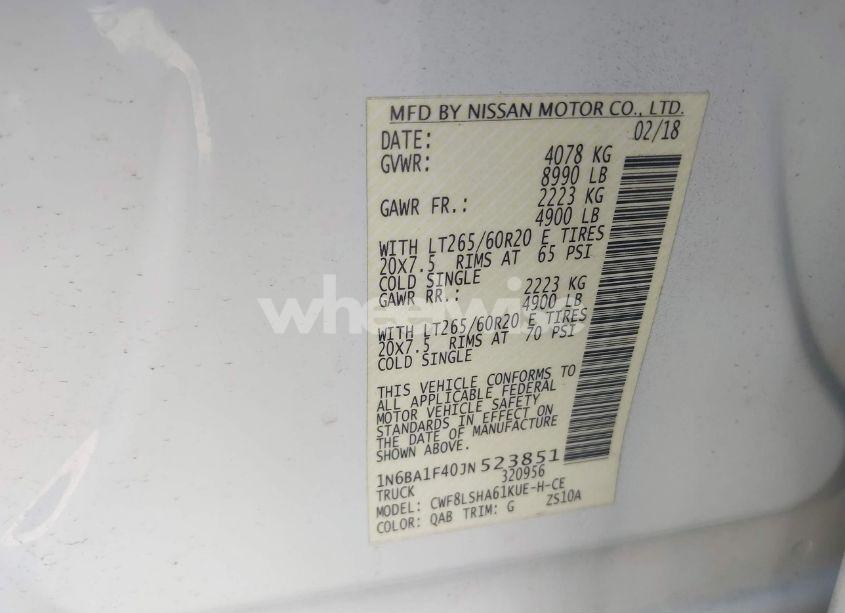 MFD BY NISSAN MOTOR CO., LTD.
DATE: 02/18
GVWR: 4078 KG
8990 LB
GAWR FR.: 2223 KG
4900 LB
WITH LT265/60R20 E TIRES
20X7.5 RIMS AT 65 PSI
COLD SINGLE
GAWR RR.: 2223 KG
4900 LB
WITH LT265/60R20 E TIRES
20X7.5 RIMS AT 70 PSI
COLD SINGLE
THIS VEHICLE CONFORMS TO
ALL APPLICABLE FEDERAL
MOTOR VEHICLE SAFETY
STANDARDS IN EFFECT ON
THE DATE OF MANUFACTURE
SHOWN ABOVE.
1N6BA1F40JN523851
TRUCK 320956
MODEL: CWF8LSHA61KUE-H-CE
COLOR: QAB TRIM: G ZS10A
wheelwise